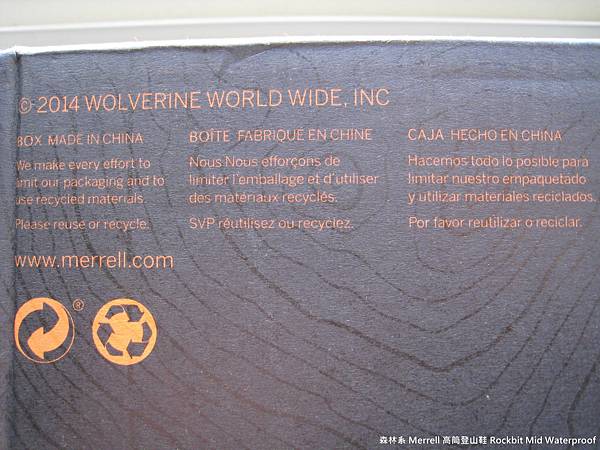 © 2014 WOLVERINE WORLD WIDE, INC
BOX MADE IN CHINA
We make every effort to
limit our packaging and to
use recycled materials.
Please reuse or recycle.
BOÎTE FABRIQUÉ EN CHINE
Nous Nous efforçons de
limiter l'emballage et d'utiliser
des matériaux recyclés.
SVP réutilisez ou recyclez.
CAJA HECHO EN CHINA
Hacemos todo lo posible para
limitar nuestro empaquetado
y utilizar materiales reciclados.
Por favor reutilizar o reciclar.
www.merrell.com
®
森林系 Merrell 高筒登山鞋 Rockbit Mid Waterproof